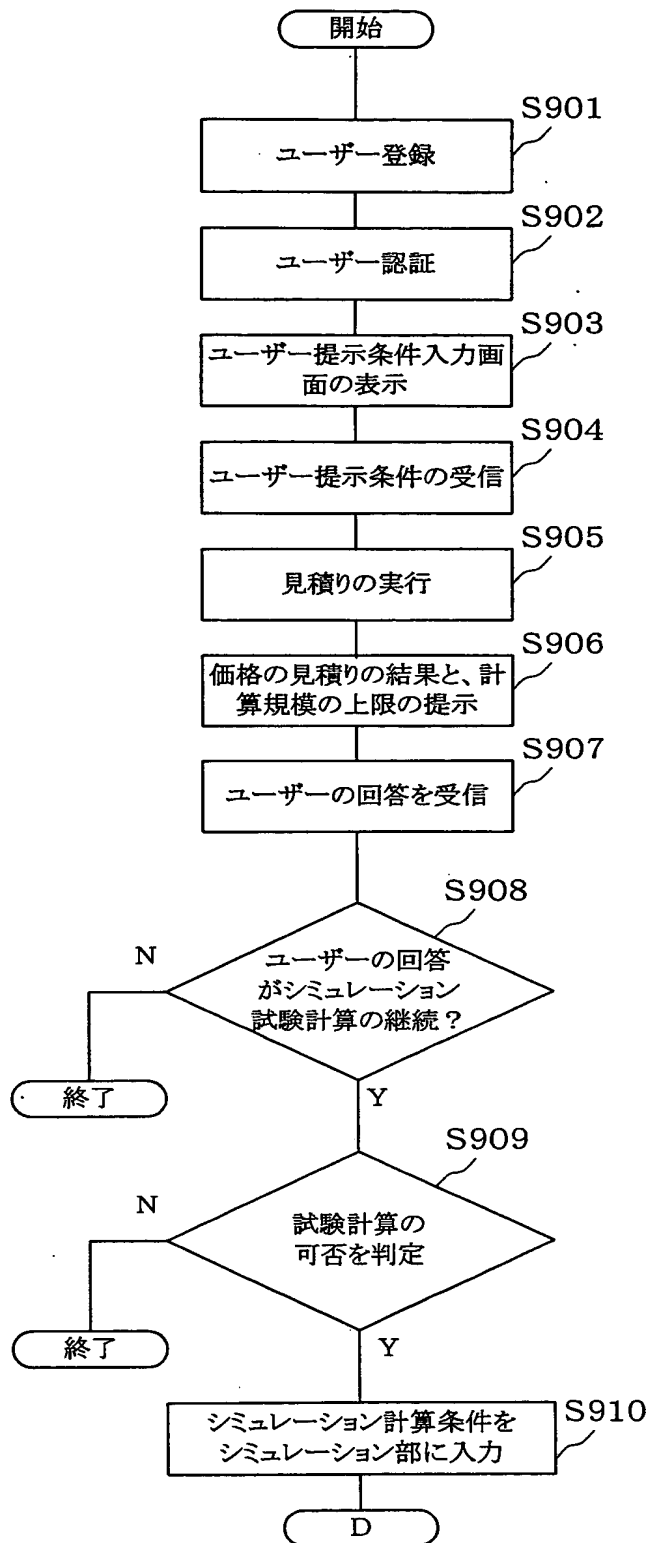 開始
S901
ユーザー登録
S902
ユーザー認証
S903
ユーザー提示条件入力画
面の表示
S904
ユーザー提示条件の受信
S905
見積りの実行
S906
価格の見積りの結果と、計
算規模の上限の提示
S907
ユーザーの回答を受信
S908
N
ユーザーの回答
がシミュレーション
試験計算の継続？
終了
Y
S909
N
試験計算の
可否を判定
終了
Y
S910
シミュレーション計算条件を
シミュレーション部に入力
D